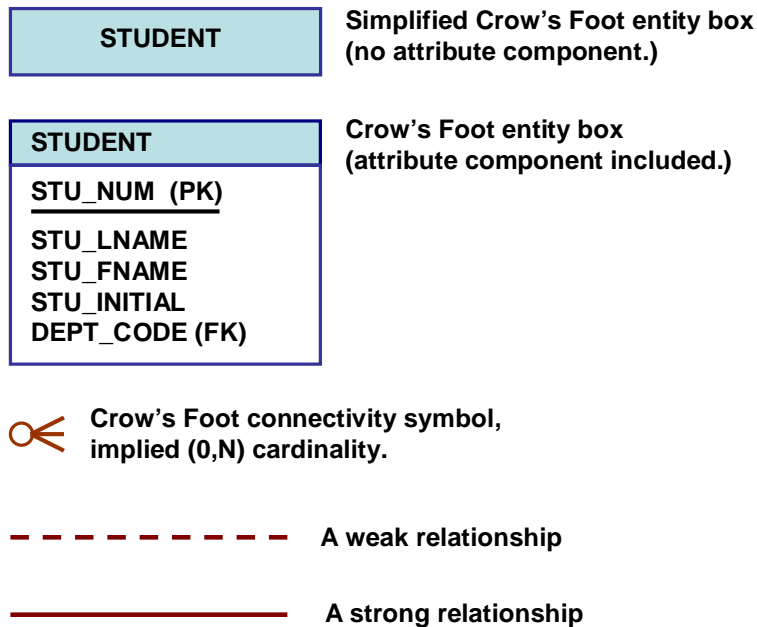 STUDENT
Simplified Crow’s Foot entity box
(no attribute component.)
STUDENT
STU_NUM (PK)
STU_LNAME
STU_FNAME
STU_INITIAL
DEPT_CODE (FK)
Crow’s Foot entity box
(attribute component included.)
Crow’s Foot connectivity symbol,
implied (0,N) cardinality.
A weak relationship
A strong relationship